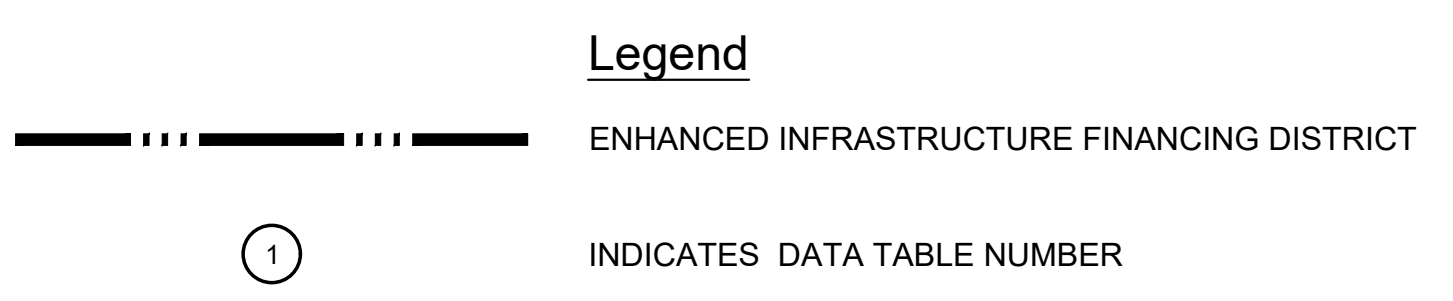 Legend
ENHANCED INFRASTRUCTURE FINANCING DISTRICT
1
INDICATES  DATA TABLE NUMBER